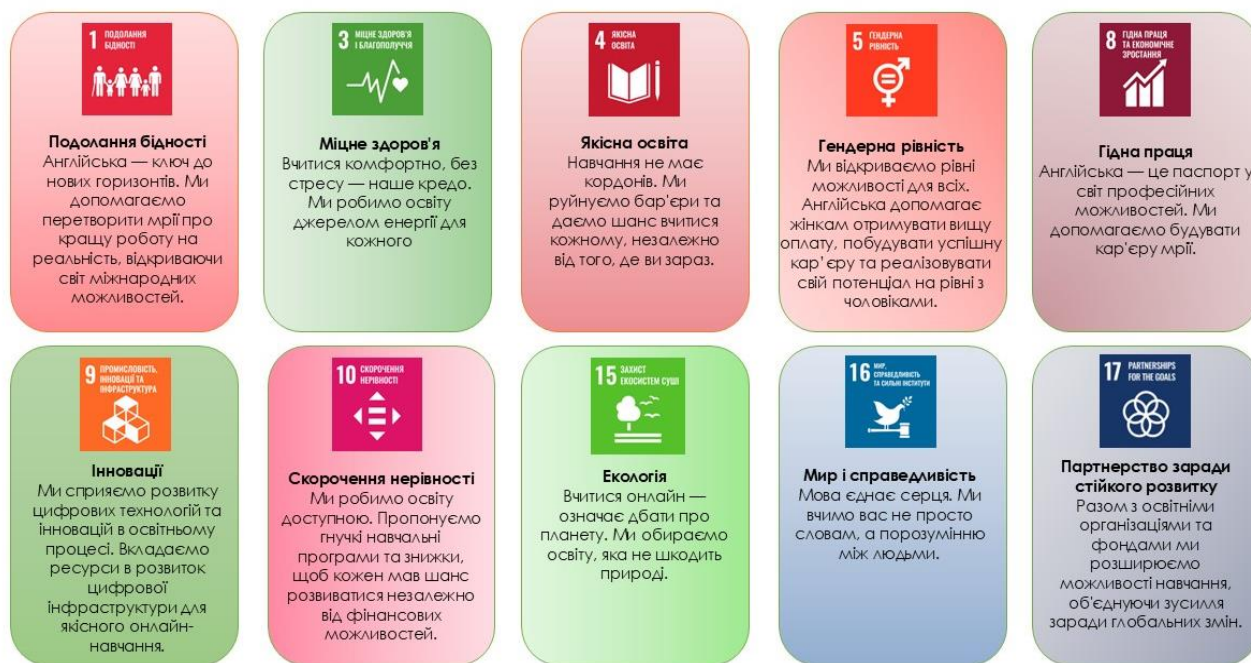 1 ПОДОЛАННЯ
БІДНОСТІ
Подолання бідності
Англійська — ключ до
нових горизонтів. Ми
допомагаємо
перетворити мрії про
кращу роботу на
реальність, відкриваючи
світ міжнародних
можливостей.
3 МІЦНЕ ЗДОРОВ'Я
І БЛАГОПОЛУЧЧЯ
Міцне здоров'я
Вчитися комфортно, без
стресу — наше кредо.
Ми робимо освіту
джерелом енергії для
кожного
4 ЯКІСНА
ОСВІТА
Якісна освіта
Навчання не має
кордонів. Ми
руйнуємо бар'єри та
даємо шанс вчитися
кожному, незалежно
від того, де ви зараз.
5 ГЕНДЕРНА
РІВНІСТЬ
Гендерна рівність
Ми відкриваємо рівні
можливості для всіх.
Англійська допомагає
жінкам отримувати вищу
оплату, побудувати успішну
кар’єру та реалізовувати
свій потенціал на рівні з
чоловіками.
8 ГІДНА ПРАЦЯ
ТА ЕКОНОМІЧНЕ
ЗРОСТАННЯ
Гідна праця
Англійська — це паспорт у
світ професійних
можливостей. Ми
допомагаємо будувати
кар'єру мрії.
9 ПРОМИСЛОВІСТЬ,
ІННОВАЦІЇ ТА
ІНФРАСТРУКТУРА
Інновації
Ми сприяємо розвитку
цифрових технологій та
інновацій в освітньому
процесі. Вкладаємо
ресурси в розвиток
цифрової
інфраструктури для
якісного онлайн-
навчання.
10 СКОРОЧЕННЯ
НЕРІВНОСТІ
Скорочення нерівності
Ми робимо освіту
доступною. Пропонуємо
гнучкі навчальні
програми та знижки,
щоб кожен мав шанс
розвиватися незалежно
від фінансових
можливостей.
15 ЗАХИСТ
ЕКОСИСТЕМ СУШІ
Екологія
Вчитися онлайн —
означає дбати про
планету. Ми обираємо
освіту, яка не шкодить
природі.
16 МИР,
СПРАВЕДЛИВІСТЬ
ТА СИЛЬНІ ІНСТИТУТИ
Мир і справедливість
Мова єднає серця. Ми
вчимо вас не просто
словам, а порозумінню
між людьми.
17 PARTNERSHIPS
FOR THE GOALS
Партнерство заради
стійкого розвитку
Разом з освітніми
організаціями та
фондами ми
розширюємо
можливості навчання,
об'єднуючи зусилля
заради глобальних змін.